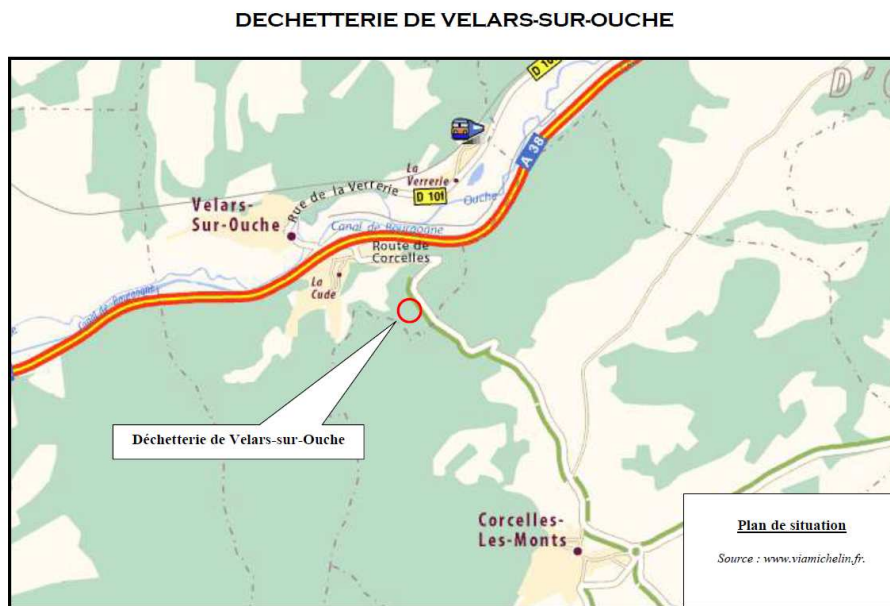 DECHETTERIE DE VELARS-SUR-OUCHE
D'
A 38
La
Verrerie
Rue de la Verrerie
D 10f
Ouche
Velars-
Sur-Ouche
Canal de Bourgogne
Route de
Corcelles
La
Cude
Canal de Bourgogne
Déchetterie de Velars-sur-Ouche
Corcelles-
Les-Monts
Plan de situation
Source : www.viamichelin.fr.